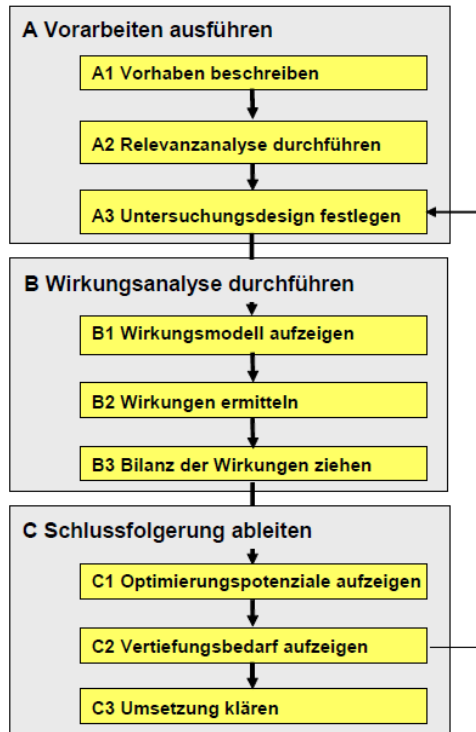 A Vorarbeiten ausführen
A1 Vorhaben beschreiben
A2 Relevanzanalyse durchführen
A3 Untersuchungsdesign festlegen
B Wirkungsanalyse durchführen
B1 Wirkungsmodell aufzeigen
B2 Wirkungen ermitteln
B3 Bilanz der Wirkungen ziehen
C Schlussfolgerung ableiten
C1 Optimierungspotenziale aufzeigen
C2 Vertiefungsbedarf aufzeigen
C3 Umsetzung klären